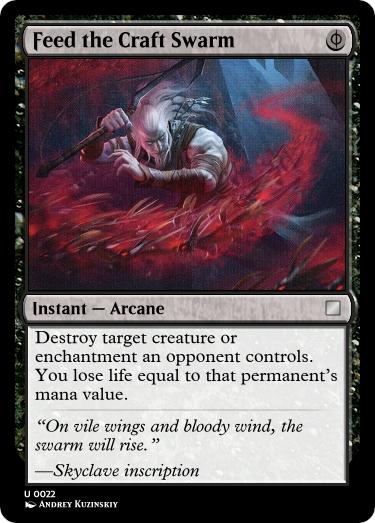 Feed the Craft Swarm
Instant — Arcane
Destroy target creature or
enchantment an opponent controls.
You lose life equal to that permanent's
mana value.
“On vile wings and bloody wind, the
swarm will rise.”
—Skyclave inscription
U 0022
Andrey Kuzinskiy